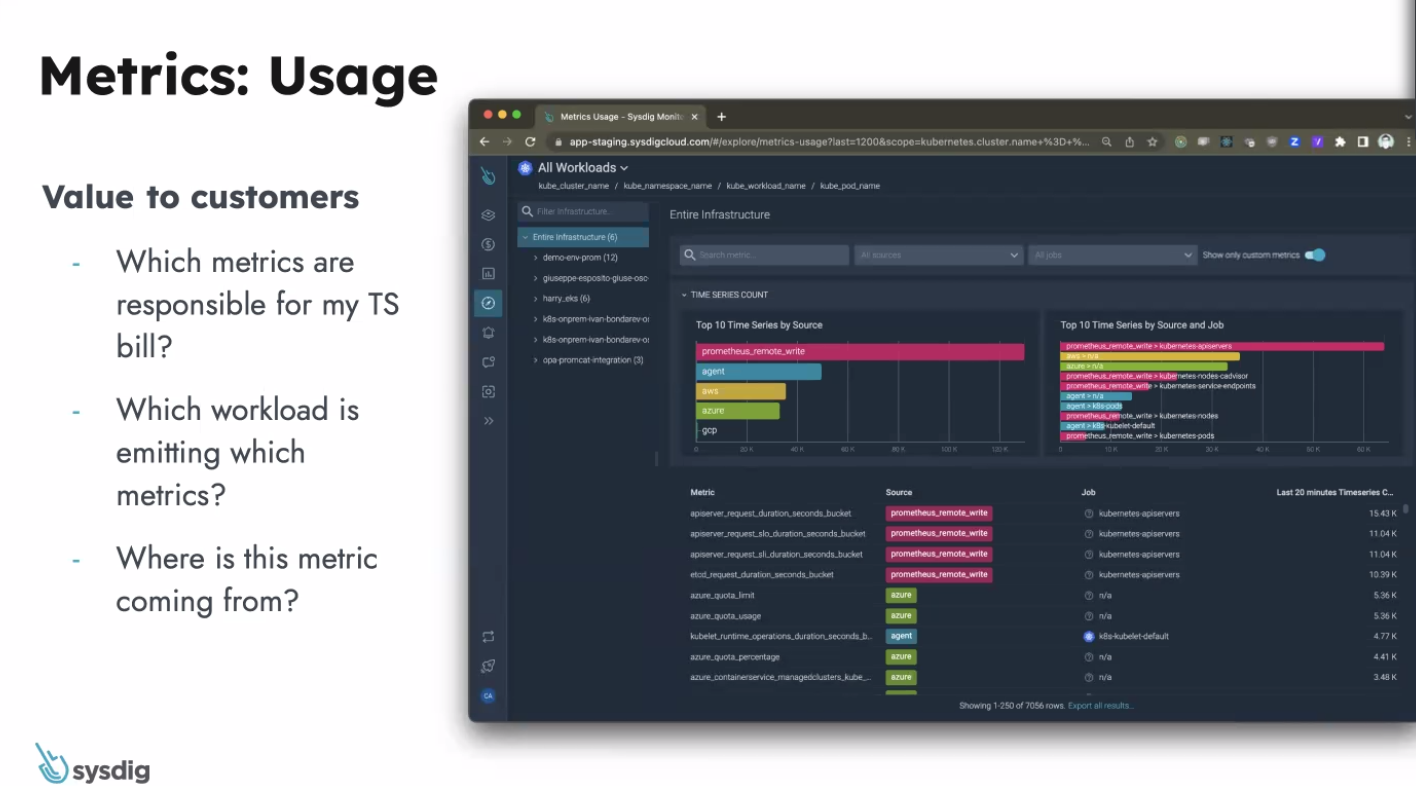 Metrics: Usage
Value to customers
- Which metrics are
responsible for my TS
bill?
- Which workload is
emitting which
metrics?
- Where is this metric
coming from?
sysdig
Metrics Usage - Sysdig Monito
app-staging.sysdigcloud.com/#/explore/metrics-usage?last=1200&scope=kubernetes.cluster.name+%3D+%...
All Workloads
kube_cluster_name / kube_namespace_name / kube_workload_name / kube_pod_name
Filter Infrastructure...
Entire Infrastructure (6)
demo-env-prom (12)
giuseppe-esposito-giuse-osc-
harry_eks (6)
k8s-onprem-ivan-bondarev-or
k8s-onprem-ivan-bondarev-or
opa-promcat-integration (3)
CA
Entire Infrastructure
Search metric... All sources All jobs Show only custom metrics
TIME SERIES COUNT
Top 10 Time Series by Source
prometheus_remote_write
agent
aws
azure
gcp
0 20 K 40 K 60 K 80 K 100 K 120 K
Top 10 Time Series by Source and Job
prometheus_remote_write > kubernetes-apiservers
aws > n/a
azure > n/a
prometheus_remote_write > kubernetes-nodes-cadvisor
prometheus_remote_write > kubernetes-service-endpoints
agent > n/a
agent > k8s-pods
prometheus_remote_write > kubernetes-nodes
agent > k8s-kubelet-default
prometheus_remote_write > kubernetes-pods
0 10 K 20 K 30 K 40 K 50 K 60 K
Metric Source Job Last 20 minutes Timeseries C...
apiserver_request_duration_seconds_bucket prometheus_remote_write kubernetes-apiservers 15.43 K
apiserver_request_slo_duration_seconds_bucket prometheus_remote_write kubernetes-apiservers 11.04 K
apiserver_request_sli_duration_seconds_bucket prometheus_remote_write kubernetes-apiservers 11.04 K
etcd_request_duration_seconds_bucket prometheus_remote_write kubernetes-apiservers 10.39 K
azure_quota_limit azure n/a 5.36 K
azure_quota_usage azure n/a 5.36 K
kubelet_runtime_operations_duration_seconds_b... agent k8s-kubelet-default 4.77 K
azure_quota_percentage azure n/a 4.41 K
azure_containerservice_managedclusters_kube_... azure n/a 3.48 K
Showing 1-250 of 7056 rows. Export all results...